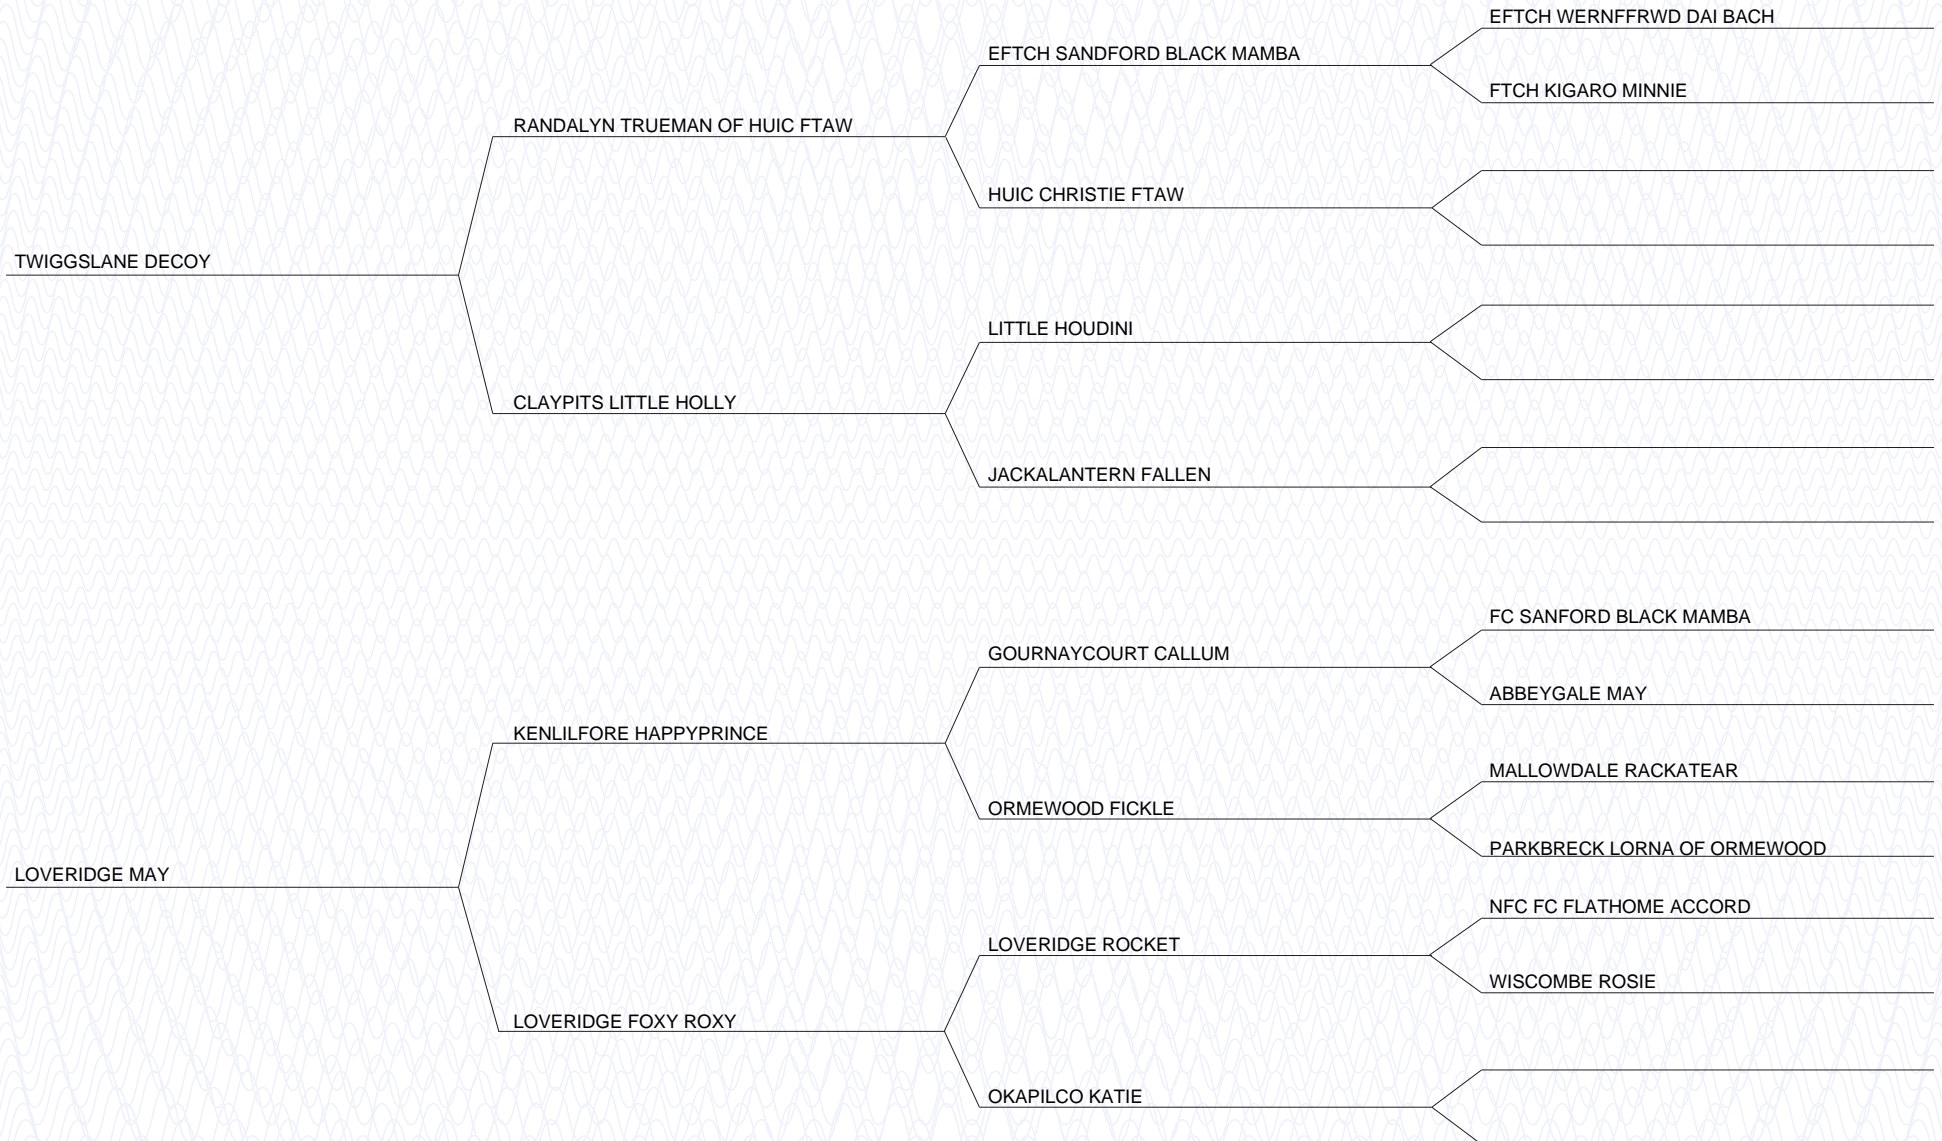 EFTCH WERNFFRWD DAI BACH
EFTCH SANDFORD BLACK MAMBA
FTCH KIGARO MINNIE
RANDALYN TRUEMAN OF HUIC FTAW
HUIC CHRISTIE FTAW
TWIGGSLANE DECOY
LITTLE HOUDINI
CLAYPITS LITTLE HOLLY
JACKALANTERN FALLEN
FC SANFORD BLACK MAMBA
GOURNAYCOURT CALLUM
ABBEYGALE MAY
KENLILFORE HAPPYPRINCE
MALLOWDALE RACKATEAR
ORMEWOOD FICKLE
PARKBRECK LORNA OF ORMEWOOD
LOVERIDGE MAY
NFC FC FLATHOME ACCORD
LOVERIDGE ROCKET
WISCOMBE ROSIE
LOVERIDGE FOXY ROXY
OKAPILCO KATIE